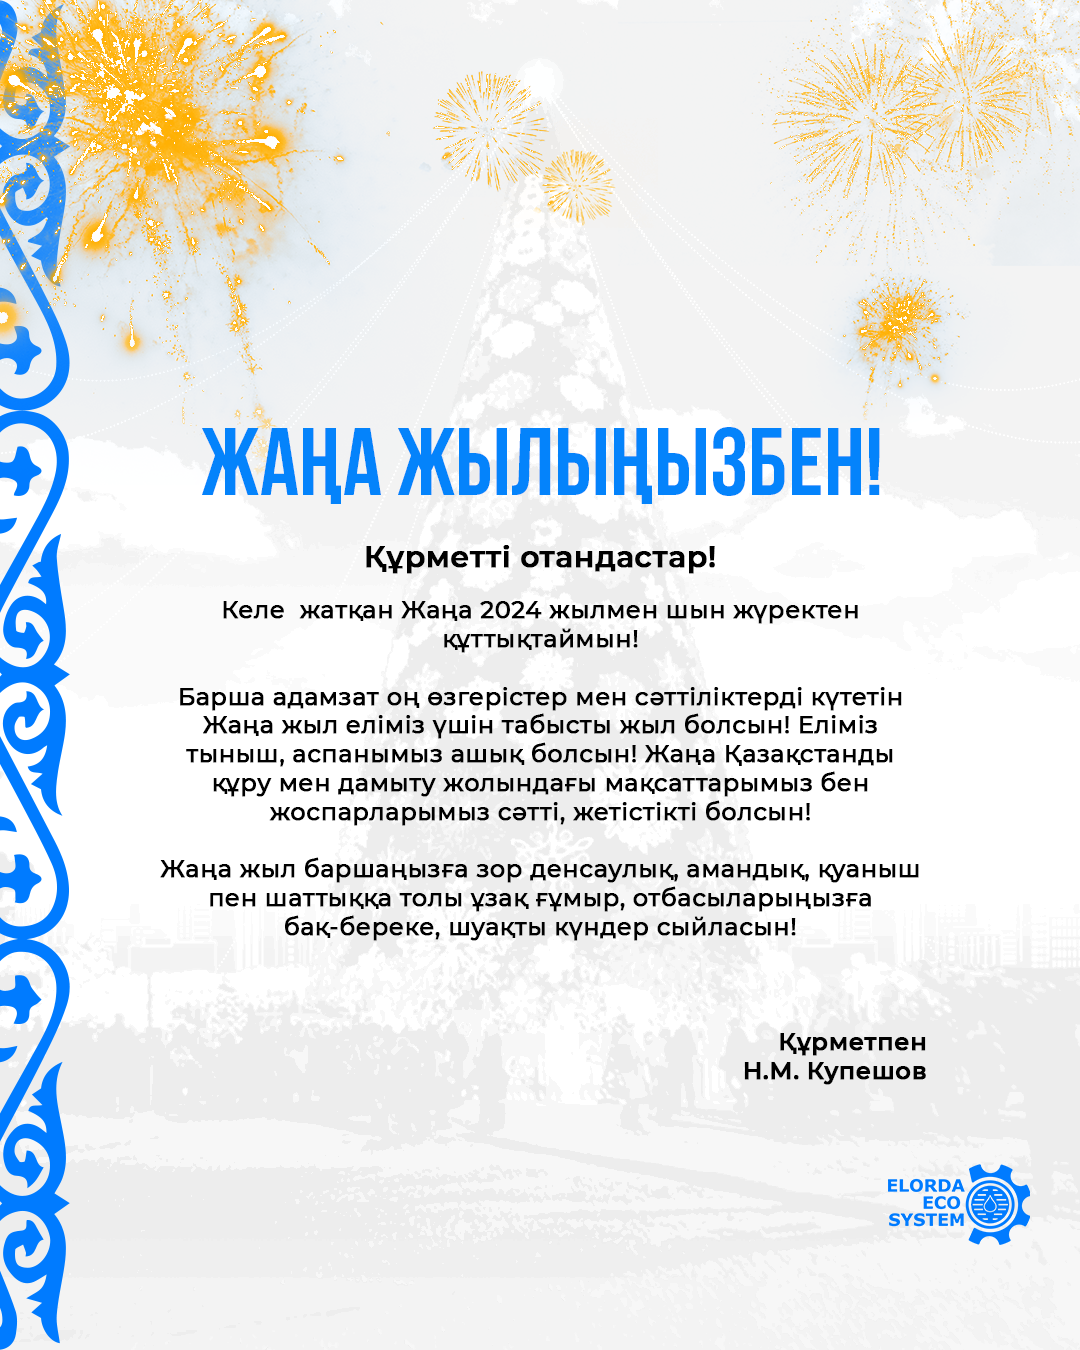 ЖАҢА ЖЫЛЫҢЫЗБЕН!
Құрметті отандастар!
Келе  жатқан Жаңа 2024 жылмен шын жүректен
құттықтаймын!
Барша адамзат оң өзгерістер мен сәттіліктерді күтетін
Жаңа жыл еліміз үшін табысты жыл болсын! Еліміз
тыныш, аспанымыз ашық болсын! Жаңа Қазақстанды
құру мен дамыту жолындағы мақсаттарымыз бен
жоспарларымыз сәтті, жетістікті болсын!
Жаңа жыл баршаңызға зор денсаулық, амандық, қуаныш
пен шаттыққа толы ұзақ ғұмыр, отбасыларыңызға
бақ-береке, шуақты күндер сыйласын!
Құрметпен
Н.М. Купешов
ELORDA
ECO
SYSTEM